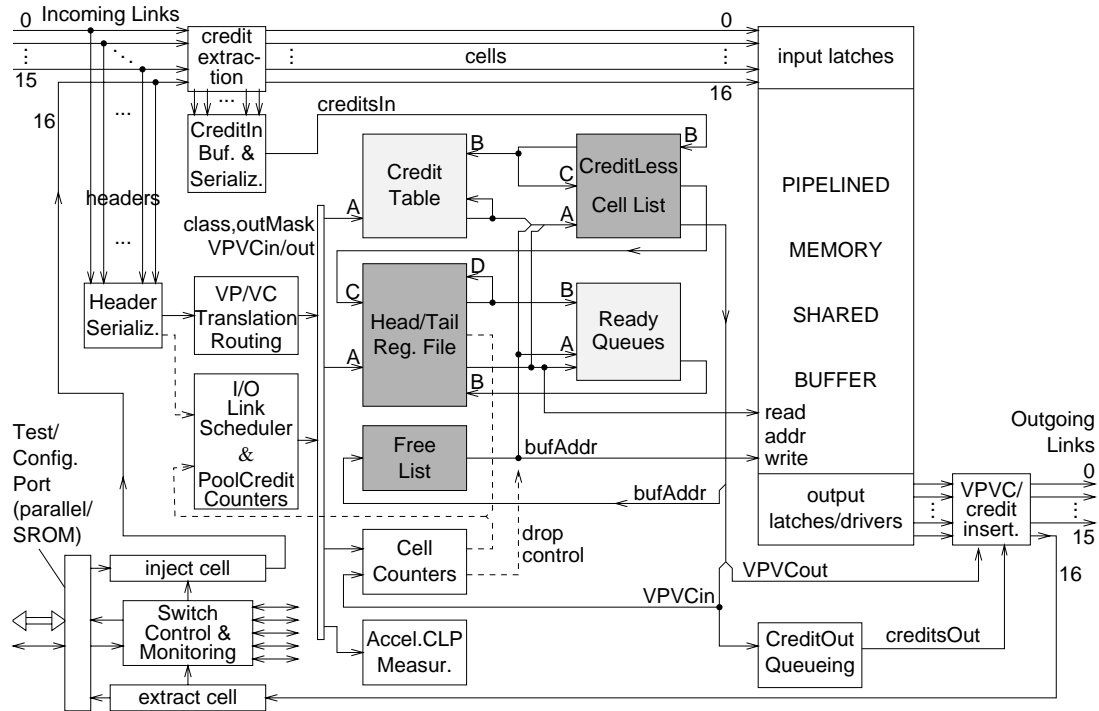 Incoming Links
0
15
16
credit
extrac-
tion
0
cells
16
input latches
...
creditsIn
CreditIn
Buf. &
Serializ.
B
C
A
Credit
Table
B
C
A
CreditLess
Cell List
PIPELINED
MEMORY
SHARED
BUFFER
headers
...
class,outMask
VPVCin/out
A
Header
Serializ.
VP/VC
Translation
Routing
C
A
Head/Tail
Reg. File
D
B
B
A
Ready
Queues
I/O
Link
Scheduler
&
PoolCredit
Counters
read
addr
write
Free
List
bufAddr
bufAddr
Outgoing
Links
0
15
16
Test/
Config.
Port
(parallel/
SROM)
output
latches/drivers
VPVC/
credit
insert.
drop
control
Cell
Counters
VPVCout
VPVCin
inject cell
Switch
Control &
Monitoring
extract cell
Accel.CLP
Measur.
CreditOut
Queueing
creditsOut